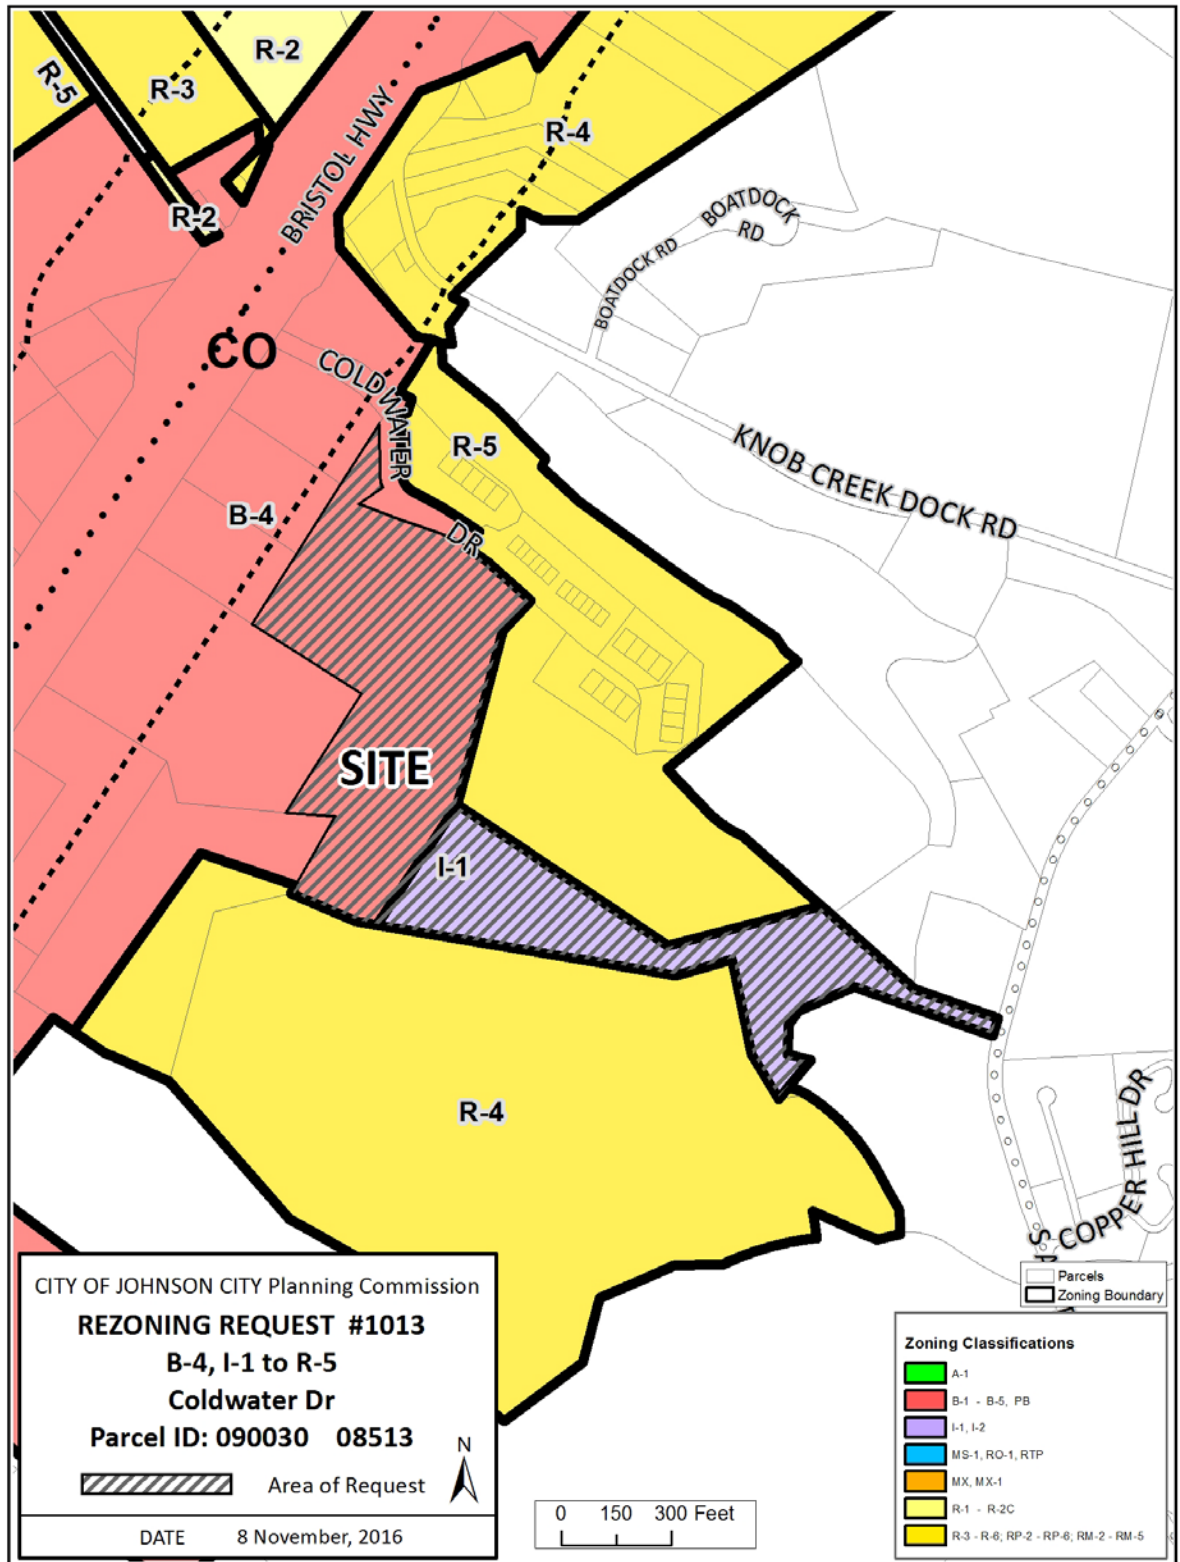 R-2
R-5
R-3
BRISTOL HWY
R-4
R-2
BOATDOCK
RD
BOATDOCK RD
CO
COLDWATER
DR
R-5
KNOB CREEK DOCK RD
B-4
SITE
I-1
R-4
COPPER HILL DR
Parcels
Zoning Boundary
CITY OF JOHNSON CITY Planning Commission
REZONING REQUEST #1013
B-4, I-1 to R-5
Coldwater Dr
Parcel ID: 090030 08513
N
Area of Request
DATE 8 November, 2016
0 150 300 Feet
Zoning Classifications
A-1
B-1 - B-5, PB
I-1, I-2
MS-1, RO-1, RTP
MX, MX-1
R-1 - R-2C
R-3 - R-6; RP-2 - RP-6; RM-2 - RM-5